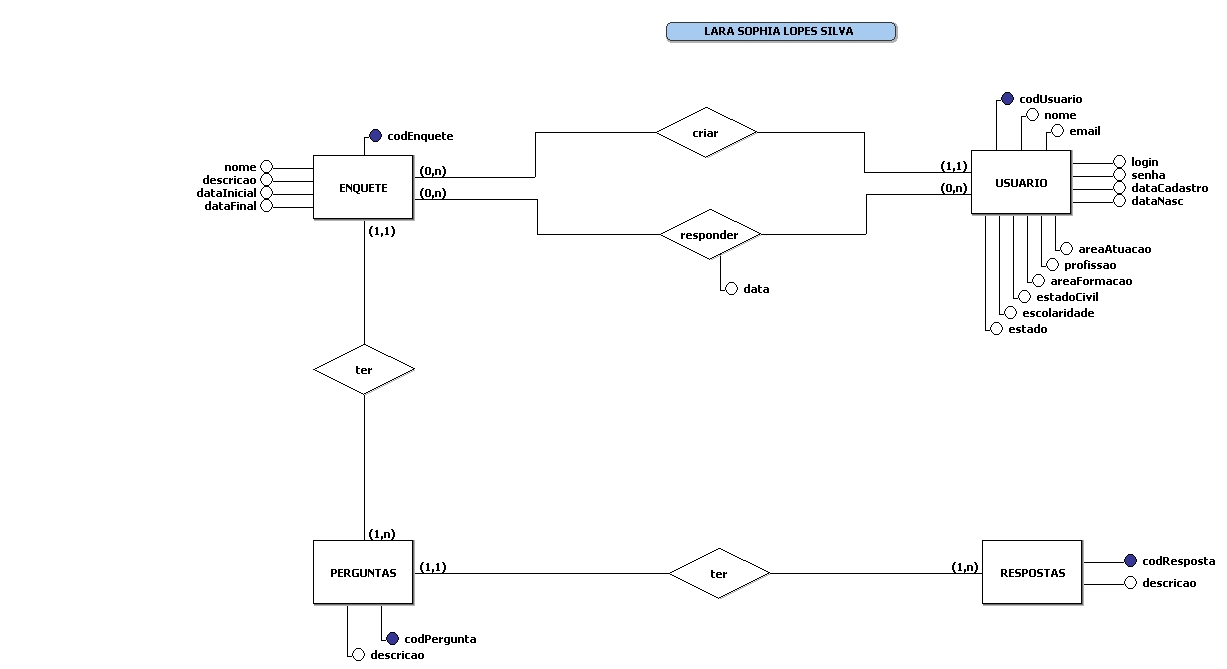 LARA SOPHIA LOPES SILVA
codUsuario
nome
email
criar
codEnquete
nome
descricao
dataInicial
dataFinal
ENQUETE
(0,n)
(0,n)
(1,1)
(1,1)
(0,n)
USUARIO
login
senha
dataCadastro
dataNasc
responder
data
areaAtuacao
profissao
areaFormacao
estadoCivil
escolaridade
estado
ter
(1,n)
PERGUNTAS
(1,1)
ter
(1,n)
RESPOSTAS
codResposta
descricao
codPergunta
descricao